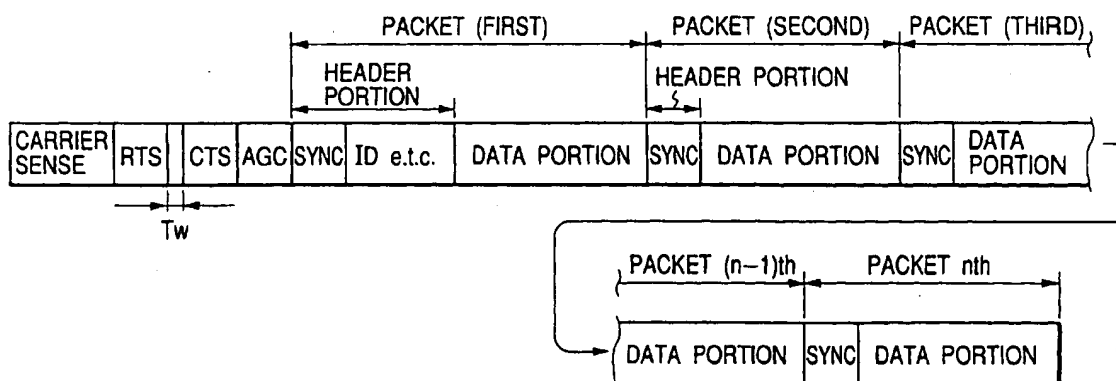 PACKET (FIRST) PACKET (SECOND) PACKET (THIRD)
HEADER PORTION HEADER PORTION
CARRIER SENSE RTS CTS AGC SYNC ID e.t.c. DATA PORTION SYNC DATA PORTION SYNC DATA PORTION
Tw
PACKET (n-1)th PACKET nth
DATA PORTION SYNC DATA PORTION